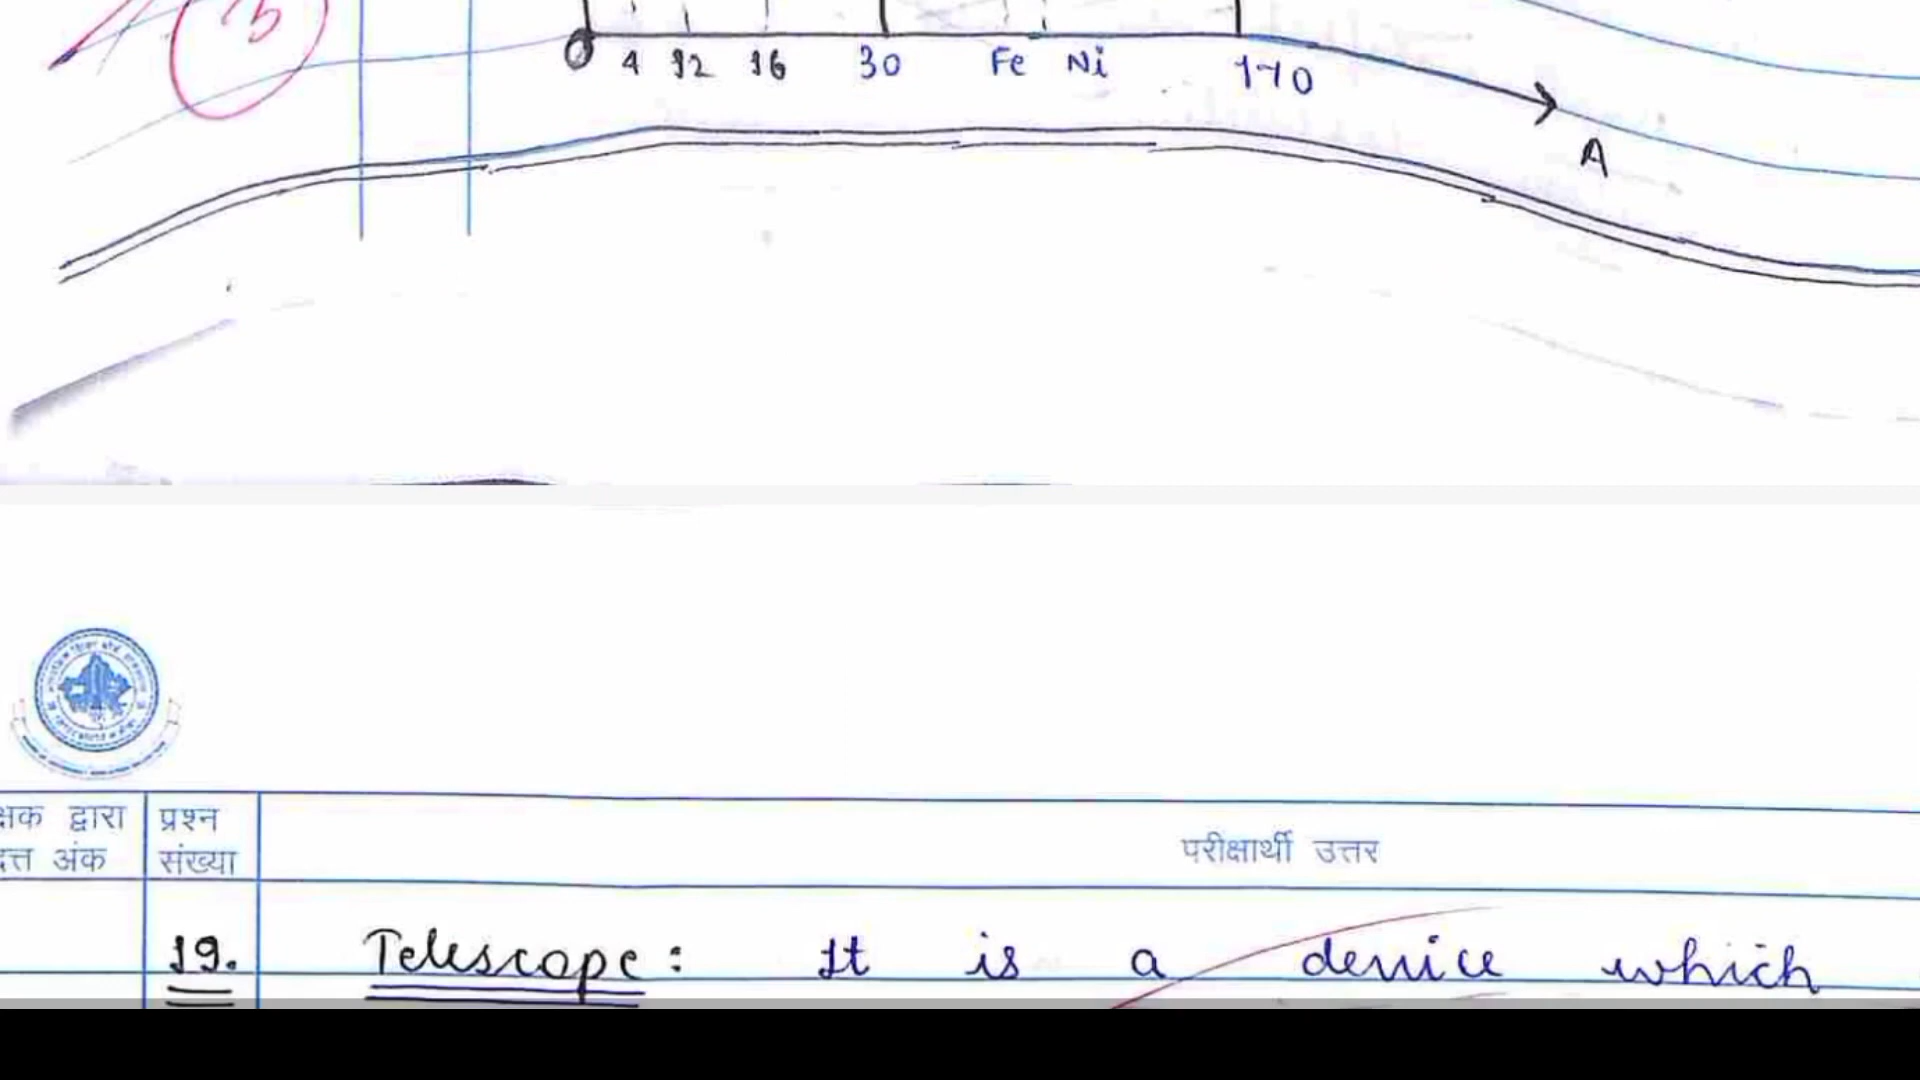 3
0 4 12 16 30 Fe Ni 170
A
क्षक द्वारा
दत्त अंक
प्रश्न
संख्या
परीक्षार्थी उत्तर
19. Telescope: It is a device which